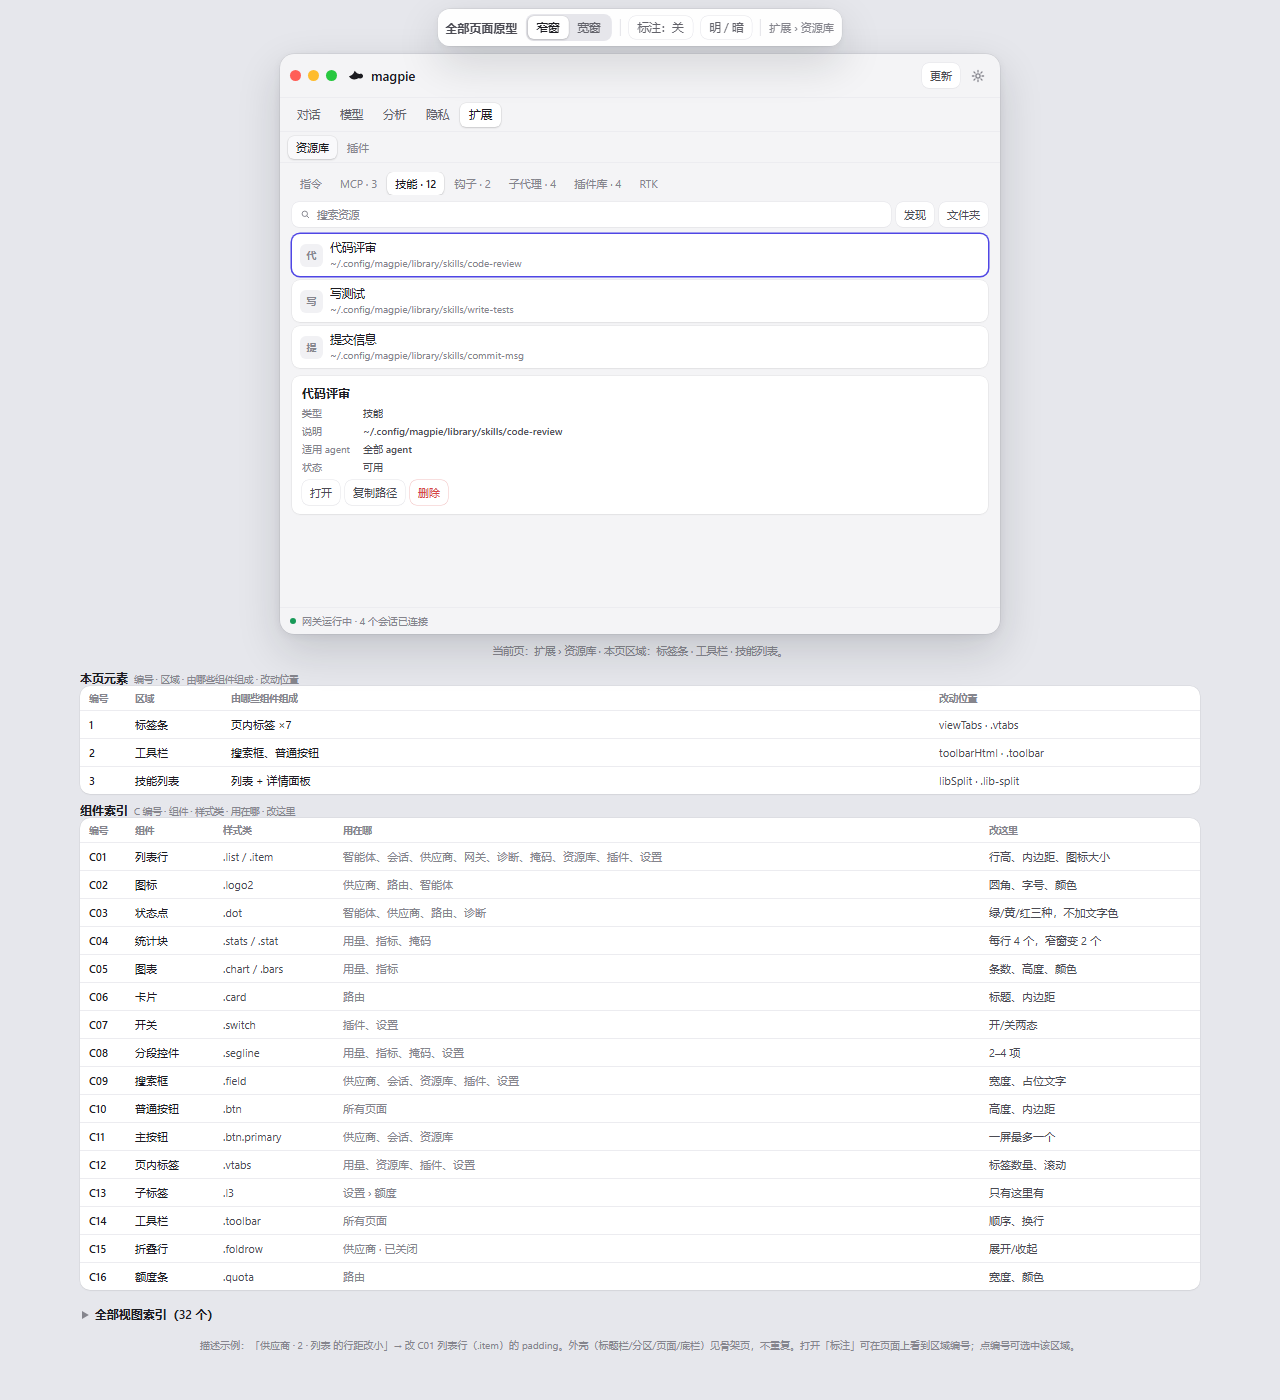 全部页面原型 窄窗 宽窗 标注：关 明 / 暗 扩展 › 资源库
magpie 更新
对话 模型 分析 隐私 扩展
资源库 插件
指令 MCP · 3 技能 · 12 钩子 · 2 子代理 · 4 插件库 · 4 RTK
搜索资源 发现 文件夹
代 代码评审
~/.config/magpie/library/skills/code-review
写 写测试
~/.config/magpie/library/skills/write-tests
提 提交信息
~/.config/magpie/library/skills/commit-msg
代码评审
类型 技能
说明 ~/.config/magpie/library/skills/code-review
适用 agent 全部 agent
状态 可用
打开 复制路径 删除
网关运行中 · 4 个会话已连接
当前页：扩展 › 资源库 · 本页区域：标签条 · 工具栏 · 技能列表。
本页元素 编号 · 区域 · 由哪些组件组成 · 改动位置
编号 区域 由哪些组件组成 改动位置
1 标签条 页内标签 ×7 viewTabs · .vtabs
2 工具栏 搜索框、普通按钮 toolbarHtml · .toolbar
3 技能列表 列表 + 详情面板 libSplit · .lib-split
组件索引 C 编号 · 组件 · 样式类 · 用在哪 · 改这里
编号 组件 样式类 用在哪 改这里
C01 列表行 .list / .item 智能体、会话、供应商、网关、诊断、掩码、资源库、插件、设置 行高、内边距、图标大小
C02 图标 .logo2 供应商、路由、智能体 圆角、字号、颜色
C03 状态点 .dot 智能体、供应商、路由、诊断 绿/黄/红三种，不加文字色
C04 统计块 .stats / .stat 用量、指标、掩码 每行 4 个，窄窗变 2 个
C05 图表 .chart / .bars 用量、指标 条数、高度、颜色
C06 卡片 .card 路由 标题、内边距
C07 开关 .switch 插件、设置 开/关两态
C08 分段控件 .segline 用量、指标、掩码、设置 2–4 项
C09 搜索框 .field 供应商、会话、资源库、插件、设置 宽度、占位文字
C10 普通按钮 .btn 所有页面 高度、内边距
C11 主按钮 .btn.primary 供应商、会话、资源库 一屏最多一个
C12 页内标签 .vtabs 用量、资源库、插件、设置 标签数量、滚动
C13 子标签 .l3 设置 › 额度 只有这里有
C14 工具栏 .toolbar 所有页面 顺序、换行
C15 折叠行 .foldrow 供应商 · 已关闭 展开/收起
C16 额度条 .quota 路由 宽度、颜色
全部视图索引（32 个）
描述示例：「供应商 · 2 · 列表 的行距改小」→ 改 C01 列表行（.item）的 padding。外壳（标题栏/分区/页面/底栏）见骨架页，不重复。打开「标注」可在页面上看到区域编号；点编号可选中该区域。